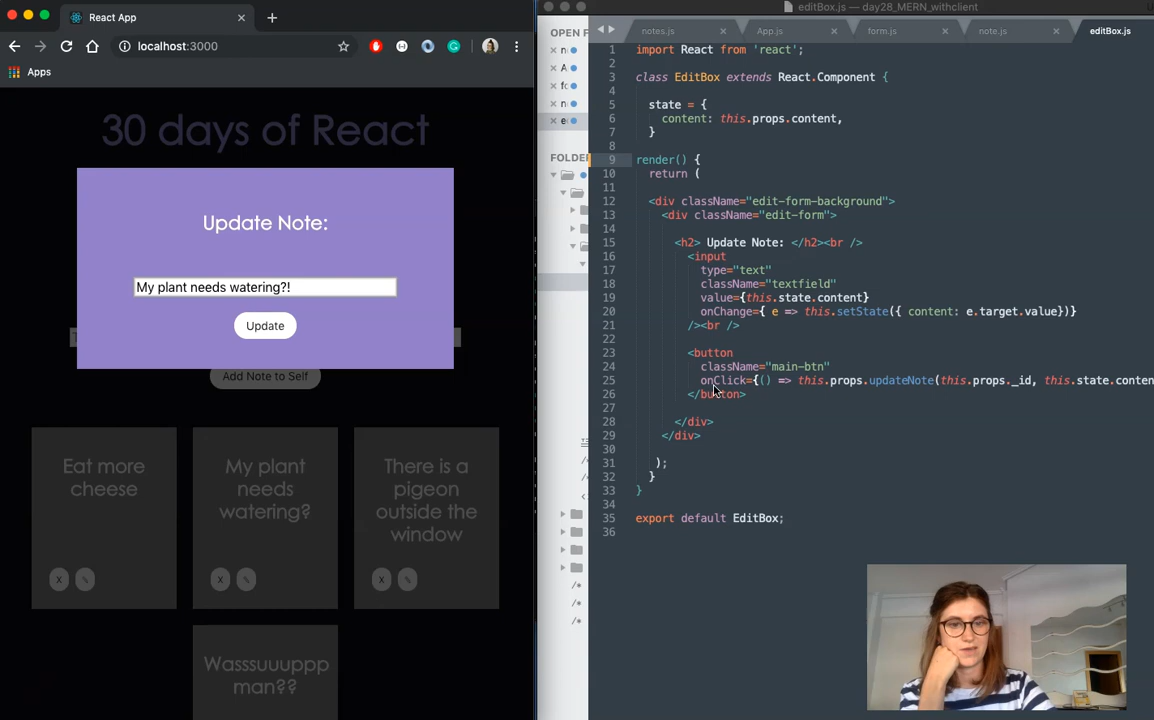 React App
localhost:3000
Apps
30 days of React
Update Note:
My plant needs watering?!
Update
Add Note to Self
Eat more
cheese
X
My plant
needs
watering?
X
There is a
pigeon
outside the
window
X
Wasssuuuppp
man??
editBox.js — day28_MERN_withclient
OPEN F
FOLDE
notes.js
App.js
form.js
note.js
editBox.js
1 import React from 'react';
2
3 class EditBox extends React.Component {
4
5 state = {
6 content: this.props.content,
7 }
8
9 render() {
10 return (
11
12 <div className="edit-form-background">
13 <div className="edit-form">
14
15 <h2> Update Note: </h2><br />
16 <input
17 type="text"
18 className="textfield"
19 value={this.state.content}
20 onChange={ e => this.setState({ content: e.target.value})}
21 /><br />
22
23 <button
24 className="main-btn"
25 onClick={() => this.props.updateNote(this.props._id, this.state.conten
26 </button>
27
28 </div>
29 </div>
30
31 );
32 }
33 }
34
35 export default EditBox;
36